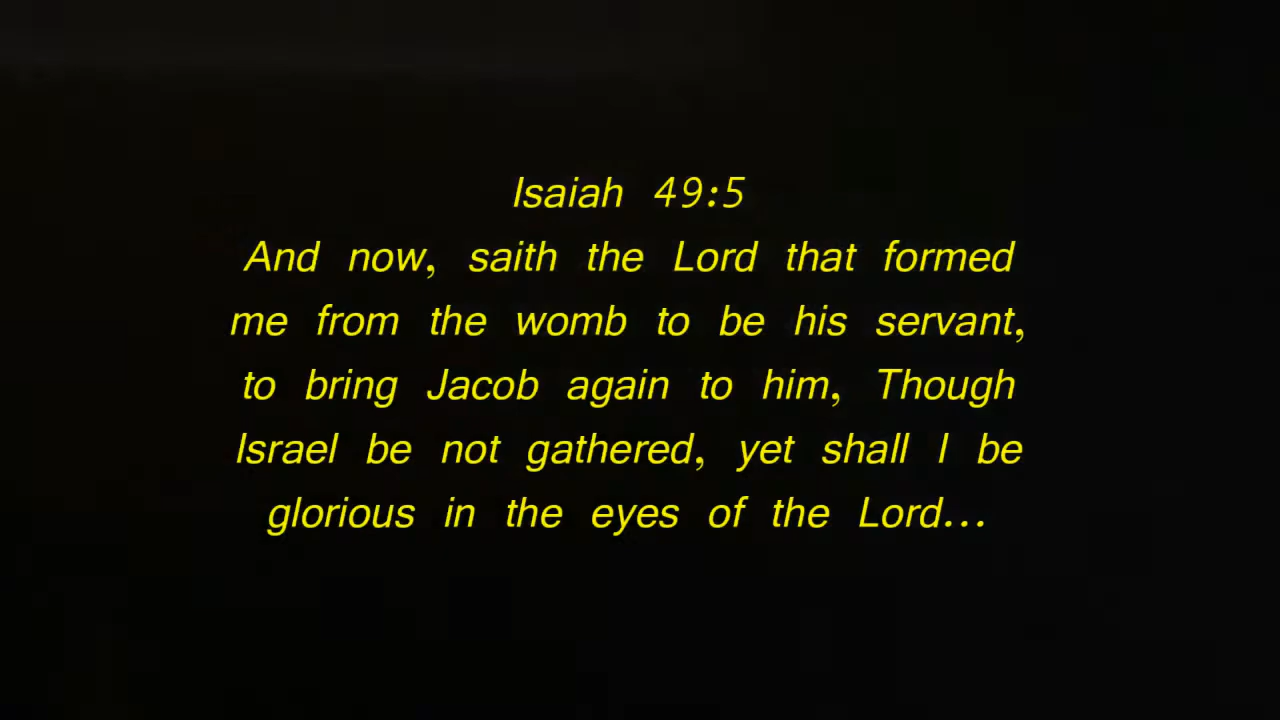 Isaiah 49:5
And now, saith the Lord that formed
me from the womb to be his servant,
to bring Jacob again to him, Though
Israel be not gathered, yet shall I be
glorious in the eyes of the Lord...